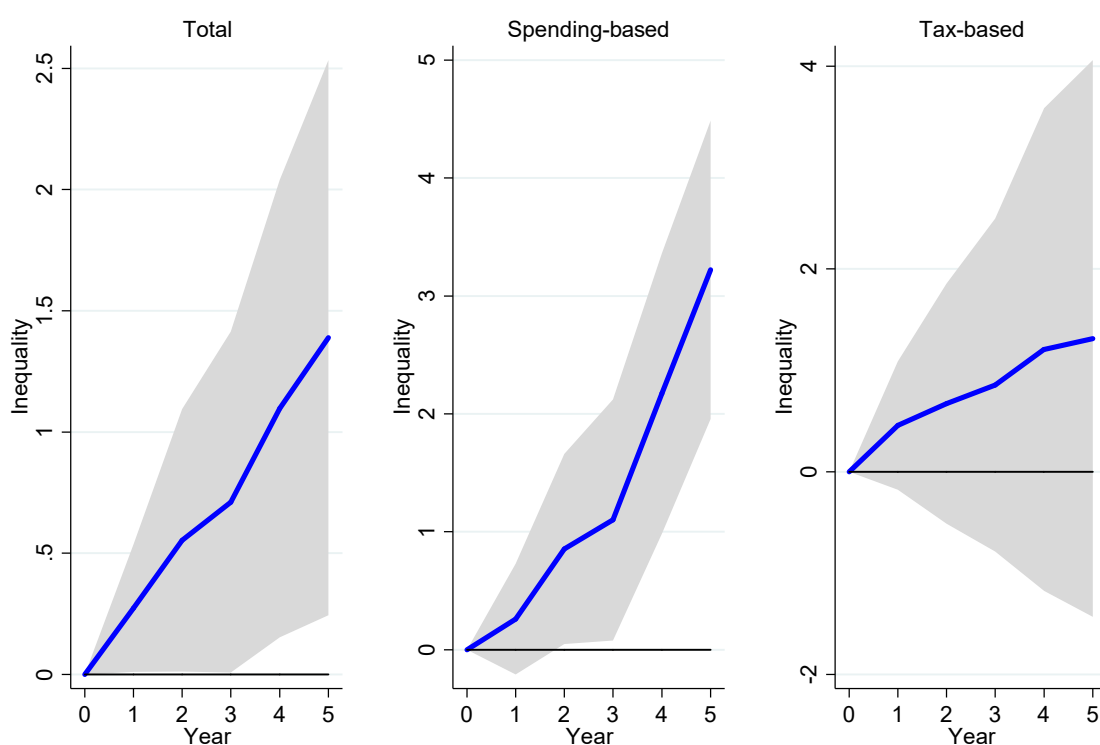 Total
Inequality
2.5
2
1.5
1
.5
0
0 1 2 3 4 5
Year
Spending-based
Inequality
5
4
3
2
1
0
0 1 2 3 4 5
Year
Tax-based
Inequality
4
2
0
-2
0 1 2 3 4 5
Year